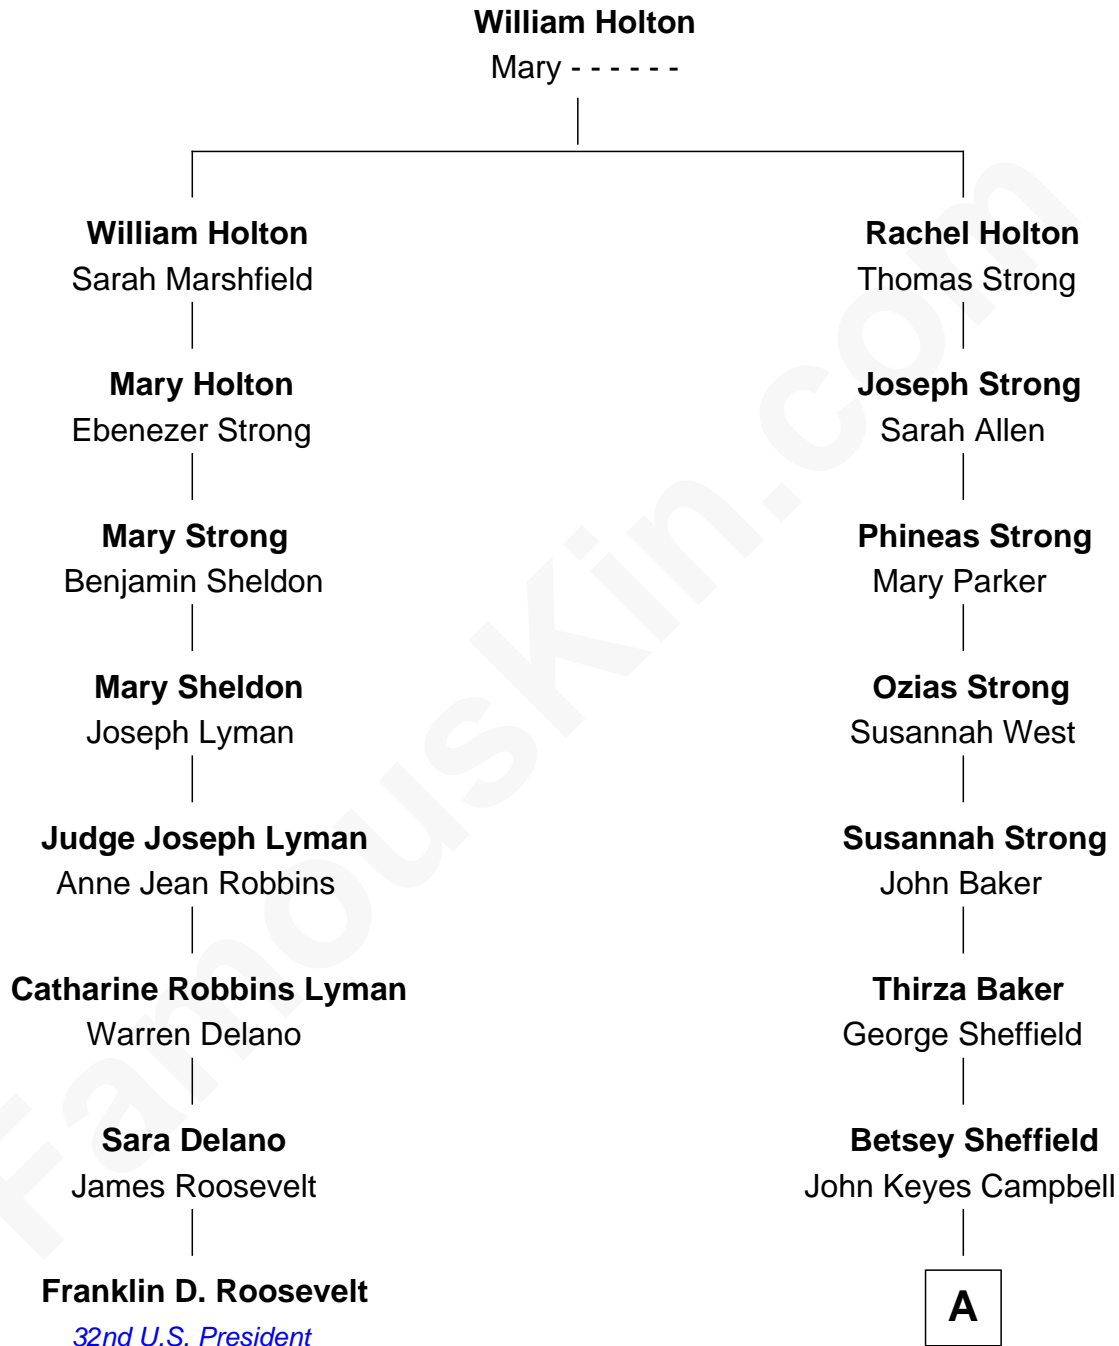 William Holton
Mary - - - - - -
William Holton
Sarah Marshfield
Rachel Holton
Thomas Strong
Mary Holton
Ebenezer Strong
Joseph Strong
Sarah Allen
Mary Strong
Benjamin Sheldon
Phineas Strong
Mary Parker
Mary Sheldon
Joseph Lyman
Ozias Strong
Susannah West
Judge Joseph Lyman
Anne Jean Robbins
Susannah Strong
John Baker
Catharine Robbins Lyman
Warren Delano
Thirza Baker
George Sheffield
Sara Delano
James Roosevelt
Betsey Sheffield
John Keyes Campbell
Franklin D. Roosevelt
32nd U.S. President
A
FamousKin.com